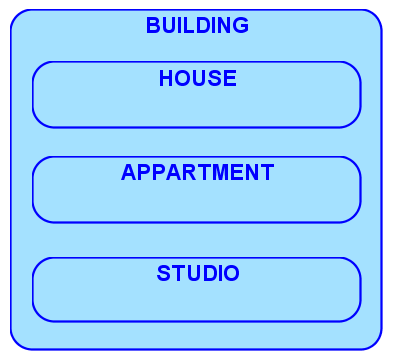 BUILDING
HOUSE
APPARTMENT
STUDIO